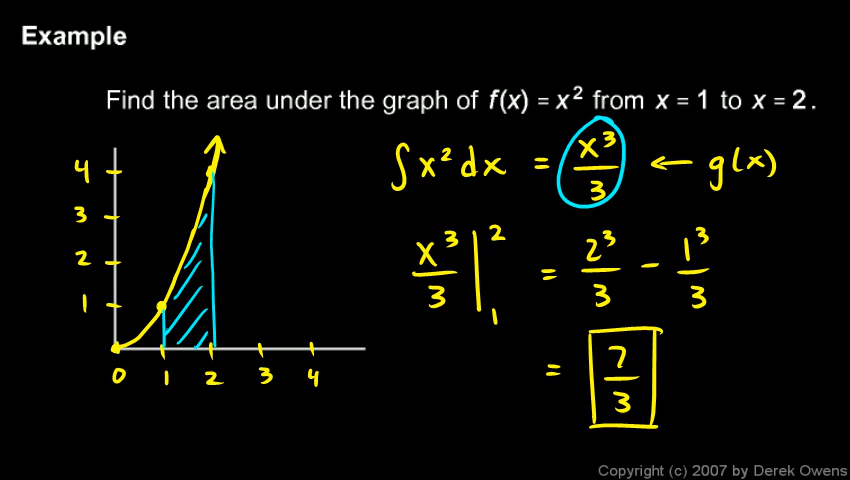 Example
Find the area under the graph of f(x) = x² from x = 1 to x = 2.
4
3
2
1
0 1 2 3 4
∫ x² dx = x³/3 ← g(x)
x³/3 |₁² = 2³/3 - 1³/3
= 7/3
Copyright (c) 2007 by Derek Owens